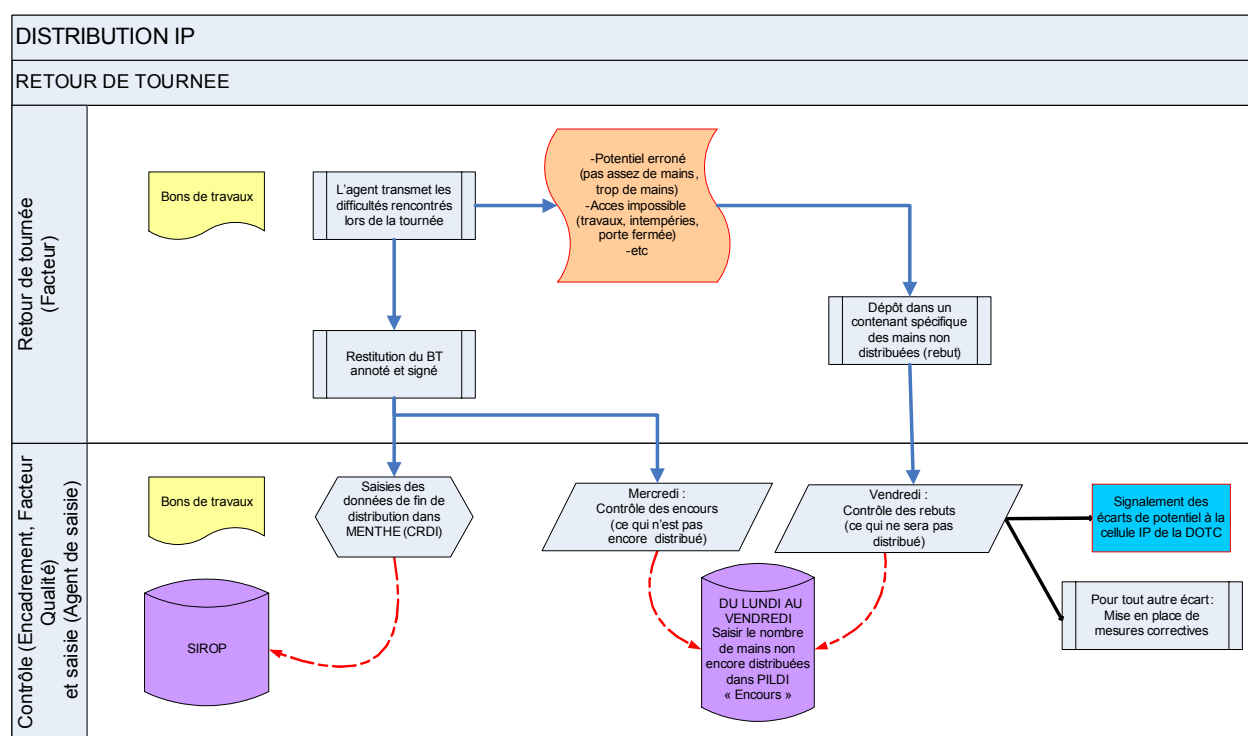 DISTRIBUTION IP
RETOUR DE TOURNEE
Retour de tournée
(Facteur)
Bons de travaux
L'agent transmet les
difficultés rencontrés
lors de la tournée
-Potentiel erroné
(pas assez de mains,
trop de mains)
-Acces impossible
(travaux, intempéries,
porte fermée)
-etc
Restitution du BT
annoté et signé
Dépôt dans un
contenant spécifique
des mains non
distribuées (rebut)
Contrôle (Encadrement, Facteur
Qualité)
et saisie (Agent de saisie)
Bons de travaux
Saisies des
données de fin de
distribution dans
MENTHE (CRDI)
Mercredi :
Contrôle des encours
(ce qui n'est pas
encore distribué)
Vendredi :
Contrôle des rebuts
(ce qui ne sera pas
distribué)
Signalement des
écarts de potentiel à la
cellule IP de la DOTC
SIROP
DU LUNDI AU
VENDREDI
Saisir le nombre
de mains non
encore distribuées
dans PILDI
« Encours »
Pour tout autre écart :
Mise en place de
mesures correctives